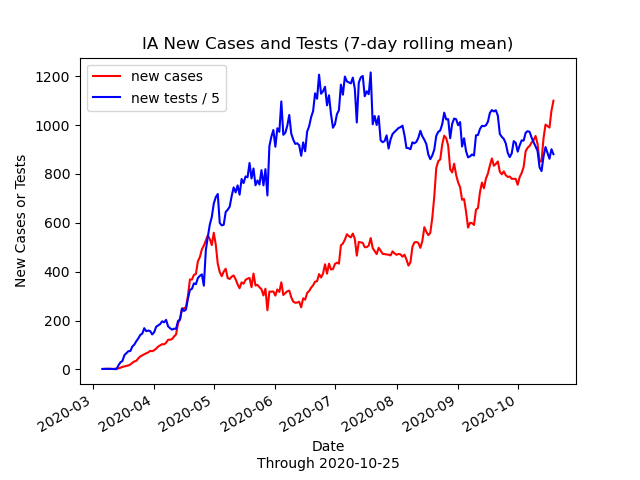 IA New Cases and Tests (7-day rolling mean)
new cases
new tests / 5
New Cases or Tests
1200
1000
800
600
400
200
0
2020-03
2020-04
2020-05
2020-06
2020-07
2020-08
2020-09
2020-10
Date
Through 2020-10-25